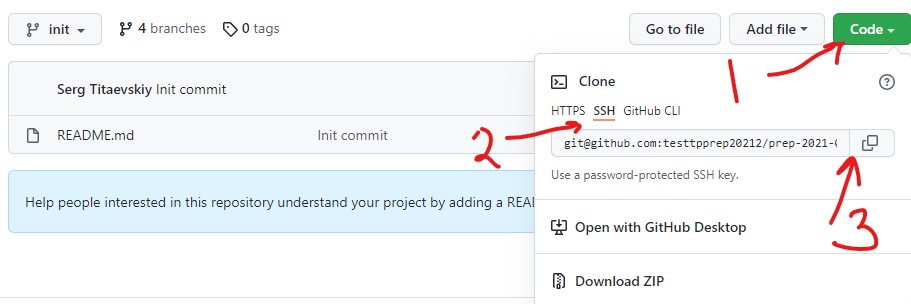 init 4 branches 0 tags Go to file Add file Code
1
Serg Titaevskiy Init commit
Clone
HTTPS SSH GitHub CLI
2
README.md Init commit
git@github.com:testtpprep20212/prep-2021-
Use a password-protected SSH key.
3
Help people interested in this repository understand your project by adding a
Open with GitHub Desktop
Download ZIP